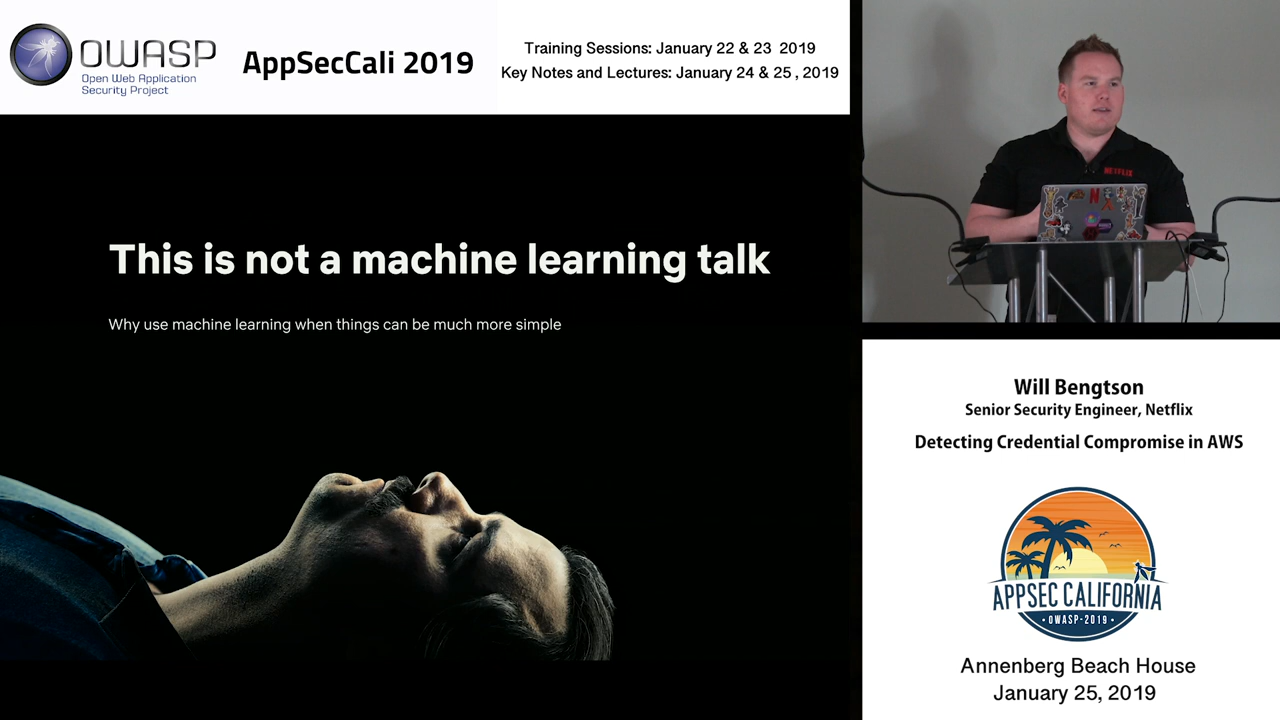 OWASP
Open Web Application
Security Project
AppSecCali 2019
Training Sessions: January 22 & 23 2019
Key Notes and Lectures: January 24 & 25 , 2019
This is not a machine learning talk
Why use machine learning when things can be much more simple
NETFLIX
N
Will Bengtson
Senior Security Engineer, Netflix
Detecting Credential Compromise in AWS
APPSEC CALIFORNIA
• OWASP-2019 •
Annenberg Beach House
January 25, 2019